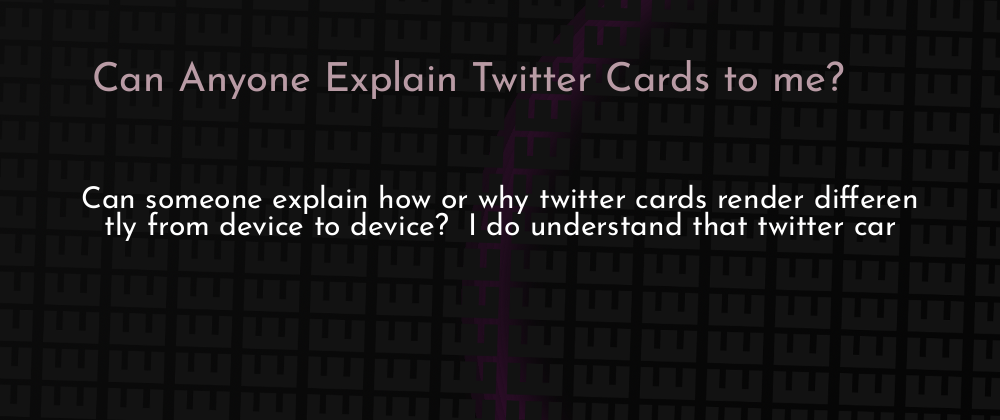 Can Anyone Explain Twitter Cards to me?
Can someone explain how or why twitter cards render differen
tly from device to device?  I do understand that twitter car